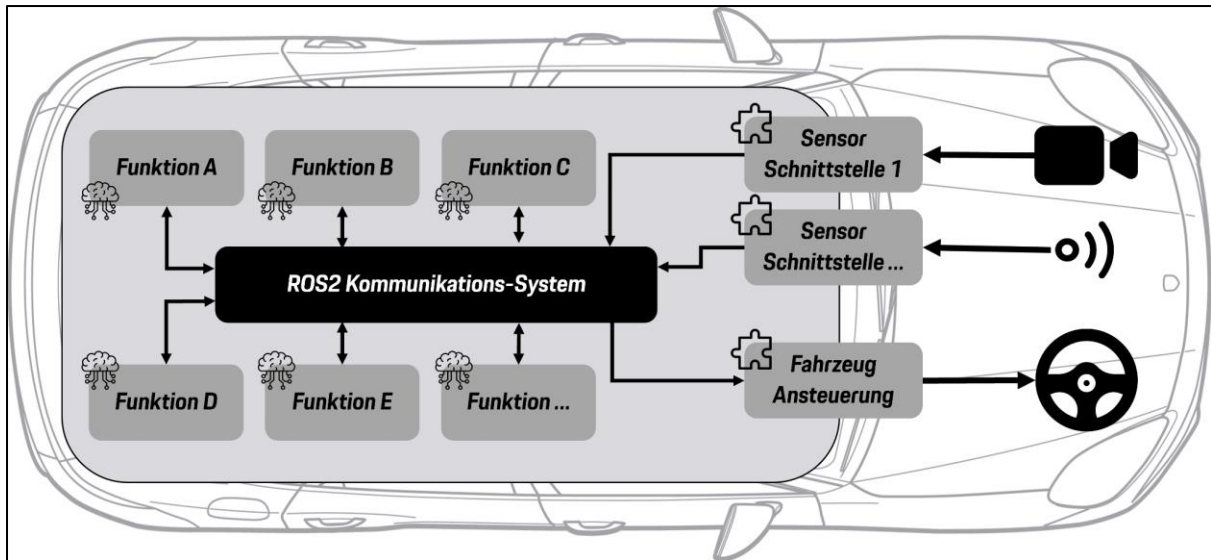 Funktion A
Funktion B
Funktion C
Sensor
Schnittstelle 1
Sensor
Schnittstelle ...
ROS2 Kommunikations-System
Fahrzeug
Ansteuerung
Funktion D
Funktion E
Funktion ...